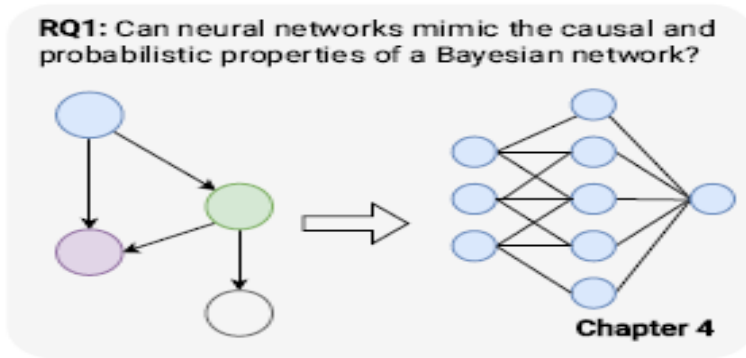 RQ1: Can neural networks mimic the causal and
probabilistic properties of a Bayesian network?
Chapter 4